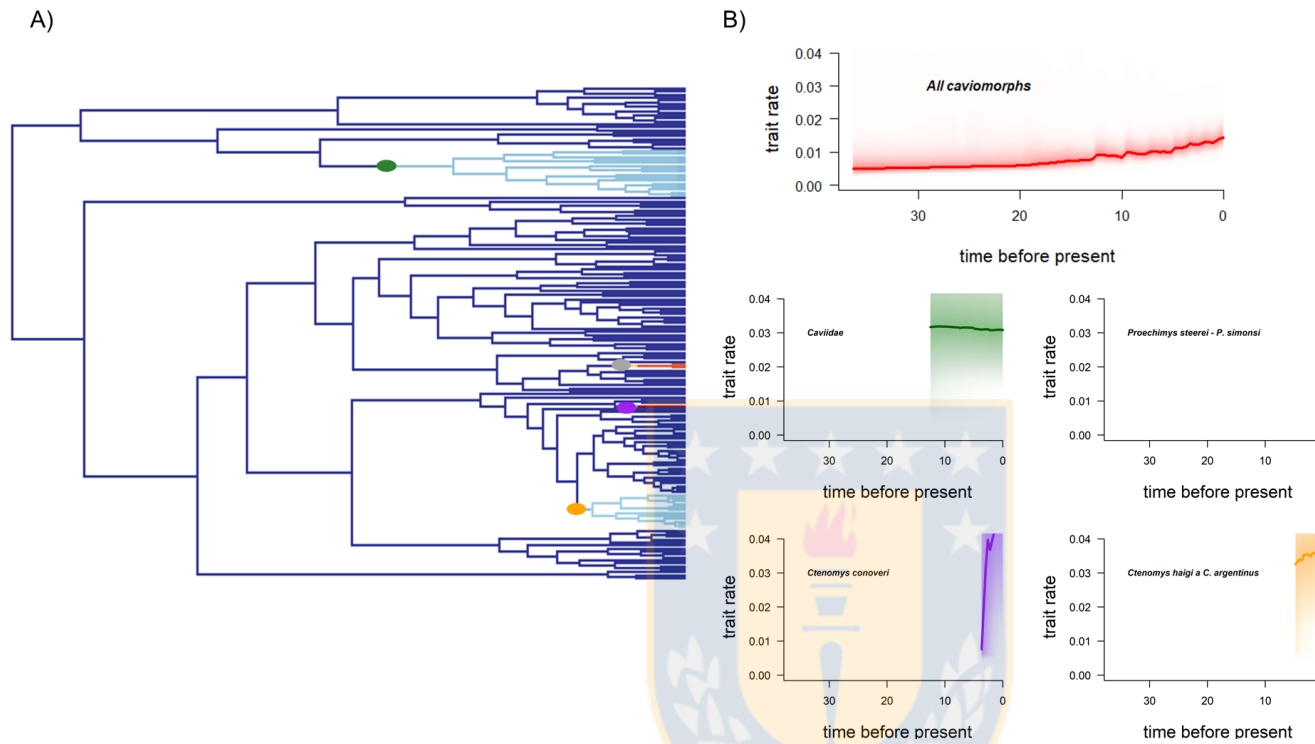 A)
B)
0.04
0.03
0.02
0.01
0.00
trait rate
All caviomorphs
30 20 10 0
time before present
0.04
0.03
0.02
0.01
0.00
trait rate
Caviidae
30 20 10 0
time before present
0.04
0.03
0.02
0.01
0.00
trait rate
Proechimys steerei - P. simonsi
30 20 10
time before present
0.04
0.03
0.02
0.01
0.00
trait rate
Ctenomys conoveri
30 20 10 0
time before present
0.04
0.03
0.02
0.01
0.00
trait rate
Ctenomys haigi a C. argentinus
30 20 10
time before present